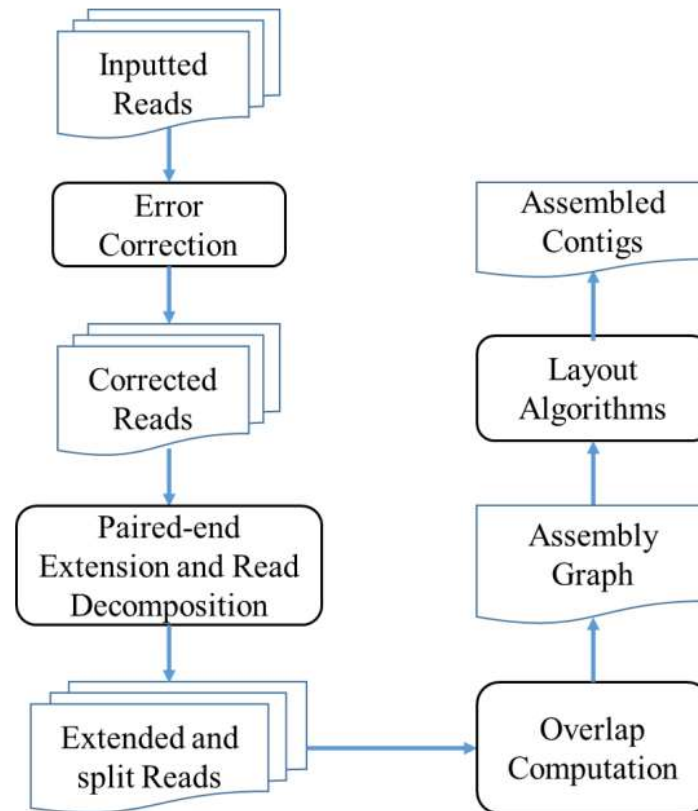 Inputted
Reads
Error
Correction
Corrected
Reads
Paired-end
Extension and Read
Decomposition
Extended and
split Reads
Overlap
Computation
Assembly
Graph
Layout
Algorithms
Assembled
Contigs